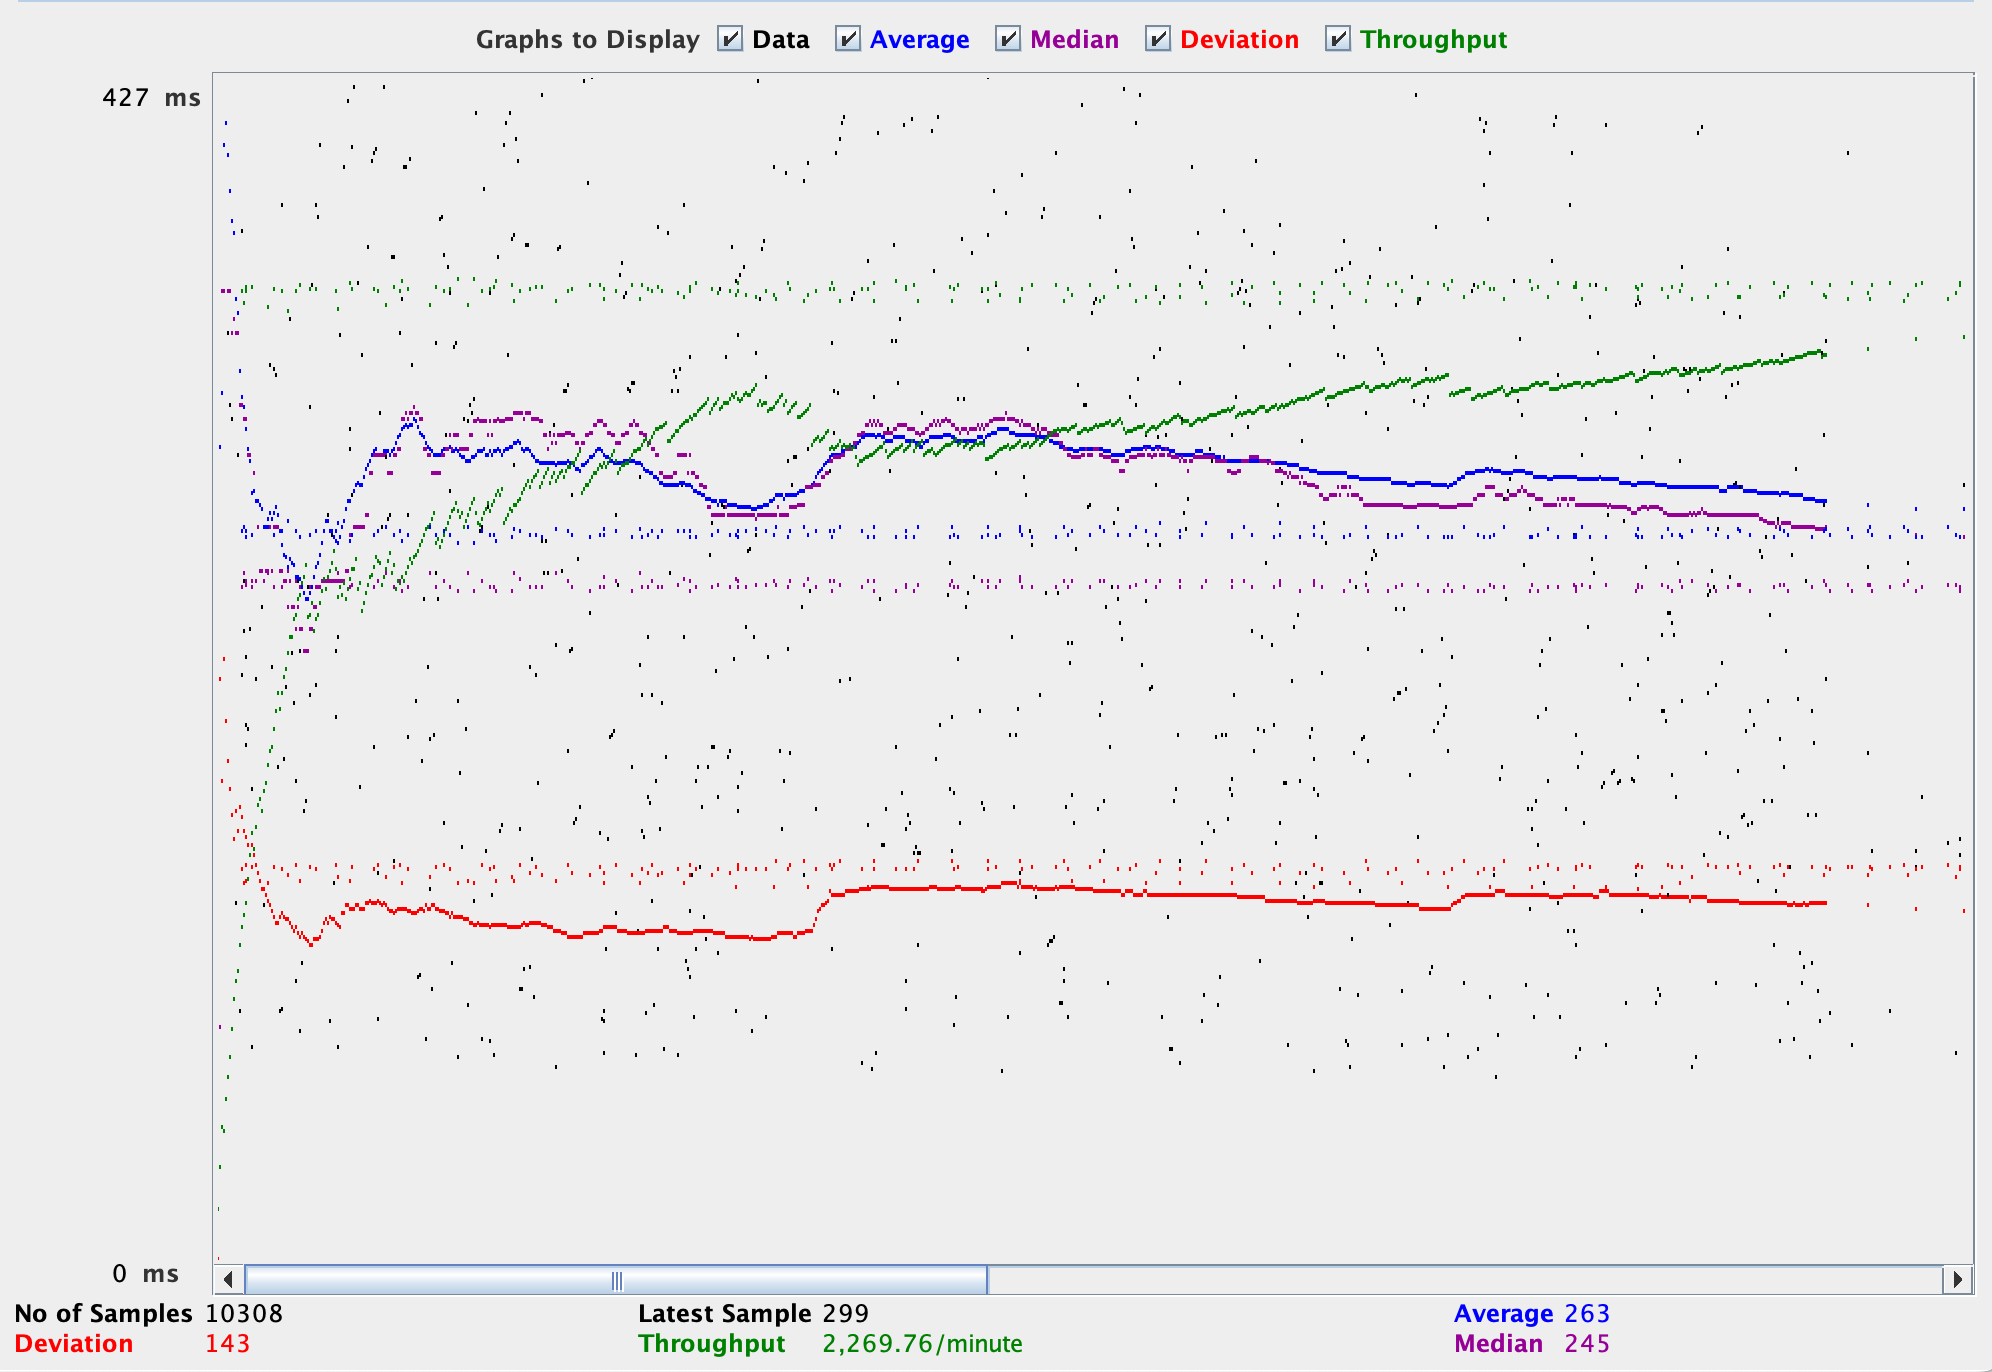 Graphs to Display Data Average Median Deviation Throughput
427 ms
0 ms
No of Samples 10308 Latest Sample 299 Average 263
Deviation 143 Throughput 2,269.76/minute Median 245